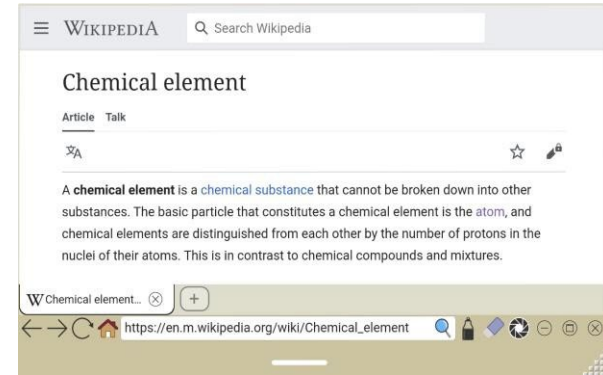 WIKIPEDIA Search Wikipedia
Chemical element
Article Talk
A chemical element is a chemical substance that cannot be broken down into other
substances. The basic particle that constitutes a chemical element is the atom, and
chemical elements are distinguished from each other by the number of protons in the
nuclei of their atoms. This is in contrast to chemical compounds and mixtures.
W Chemical element...
https://en.m.wikipedia.org/wiki/Chemical_element